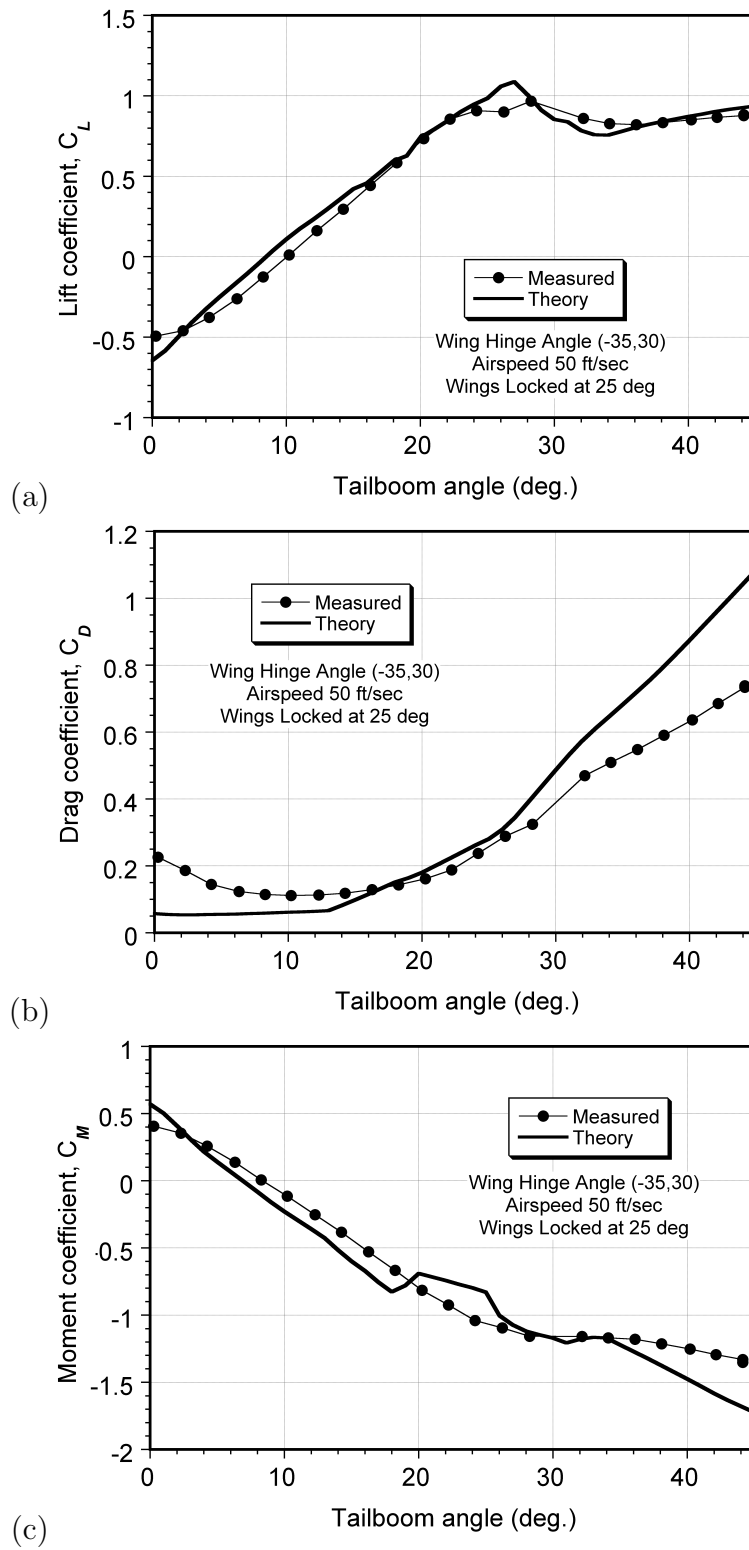 1.5
1
0.5
0
-0.5
-1
Lift coefficient, C_L
Measured
Theory
Wing Hinge Angle (-35,30)
Airspeed 50 ft/sec
Wings Locked at 25 deg
0 10 20 30 40
Tailboom angle (deg.)
(a)
1.2
1
0.8
0.6
0.4
0.2
0
Drag coefficient, C_D
Measured
Theory
Wing Hinge Angle (-35,30)
Airspeed 50 ft/sec
Wings Locked at 25 deg
0 10 20 30 40
Tailboom angle (deg.)
(b)
1
0.5
0
-0.5
-1
-1.5
-2
Moment coefficient, C_M
Measured
Theory
Wing Hinge Angle (-35,30)
Airspeed 50 ft/sec
Wings Locked at 25 deg
0 10 20 30 40
Tailboom angle (deg.)
(c)